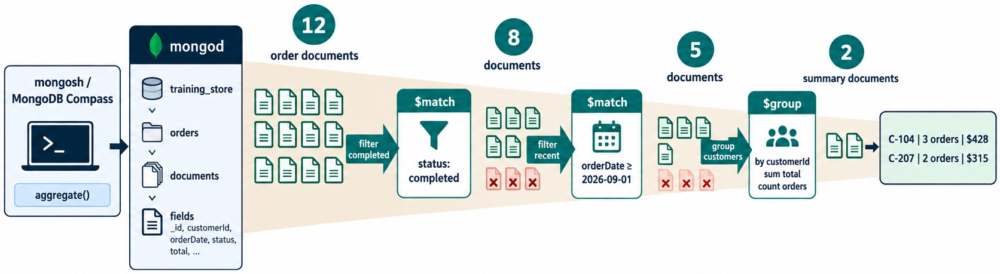 mongosh /
MongoDB Compass
>_
aggregate()
mongod
training_store
orders
documents
fields
_id, customerId,
orderDate, status,
total, ...
12
order documents
filter
completed
$match
status:
completed
8
documents
filter
recent
$match
orderDate ≥
2026-09-01
5
documents
group
customers
$group
by customerId
sum total
count orders
2
summary documents
C-104 | 3 orders | $428
C-207 | 2 orders | $315